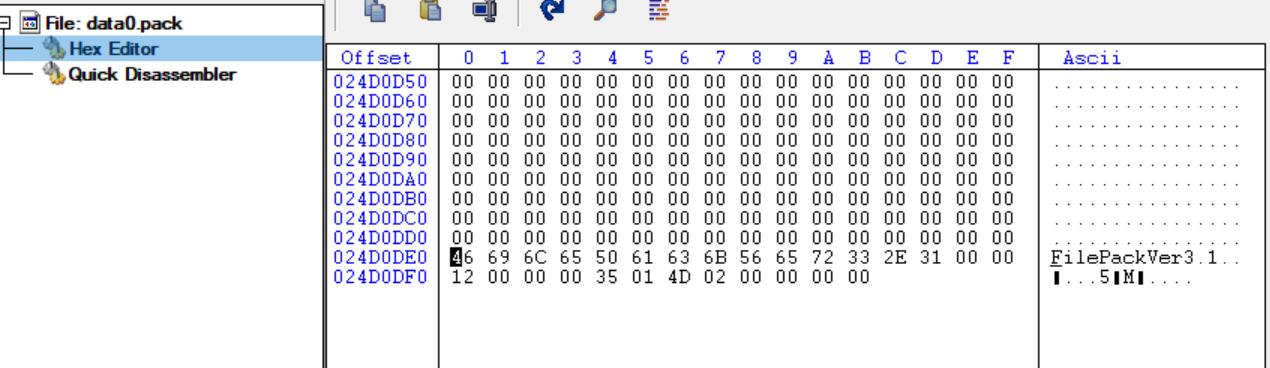 File: data0.pack
Hex Editor
Quick Disassembler
Offset 0 1 2 3 4 5 6 7 8 9 A B C D E F Ascii
024D0D50 00 00 00 00 00 00 00 00 00 00 00 00 00 00 00 00 ................
024D0D60 00 00 00 00 00 00 00 00 00 00 00 00 00 00 00 00 ................
024D0D70 00 00 00 00 00 00 00 00 00 00 00 00 00 00 00 00 ................
024D0D80 00 00 00 00 00 00 00 00 00 00 00 00 00 00 00 00 ................
024D0D90 00 00 00 00 00 00 00 00 00 00 00 00 00 00 00 00 ................
024D0DA0 00 00 00 00 00 00 00 00 00 00 00 00 00 00 00 00 ................
024D0DB0 00 00 00 00 00 00 00 00 00 00 00 00 00 00 00 00 ................
024D0DC0 00 00 00 00 00 00 00 00 00 00 00 00 00 00 00 00 ................
024D0DD0 00 00 00 00 00 00 00 00 00 00 00 00 00 00 00 00 ................
024D0DE0 46 69 6C 65 50 61 63 6B 56 65 72 33 2E 31 00 00 FilePackVer3.1..
024D0DF0 12 00 00 00 35 01 4D 02 00 00 00 00 ▌...5▌M▌....